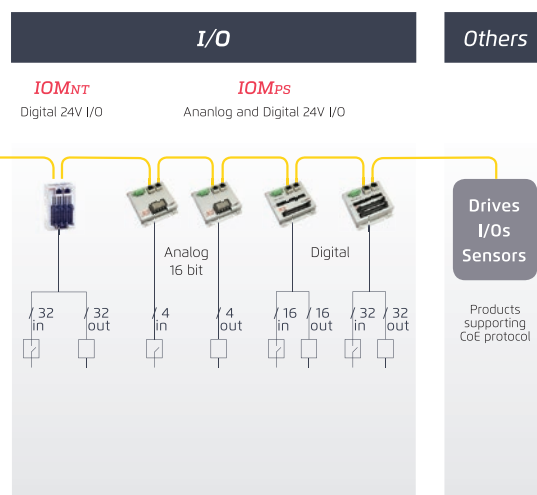 I/O
Others
IOMNT
IOMPS
Digital 24V I/O
Ananlog and Digital 24V I/O
Drives
I/Os
Sensors
Analog
16 bit
Digital
/ 32 in
/ 32 out
/ 4 in
/ 4 out
/ 16 in
/ 16 out
/ 32 in
/ 32 out
Products
supporting
CoE protocol